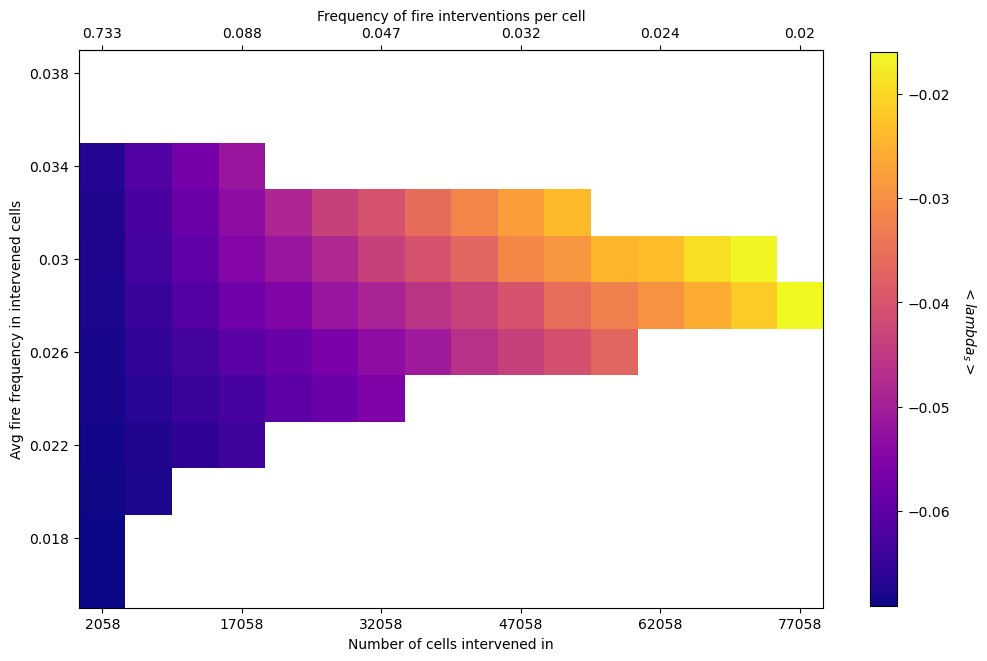 Frequency of fire interventions per cell
0.733 0.088 0.047 0.032 0.024 0.02
0.038
0.034
0.03
0.026
0.022
0.018
Avg fire frequency in intervened cells
2058 17058 32058 47058 62058 77058
Number of cells intervened in
−0.02
−0.03
−0.04
−0.05
−0.06
< lambda_s >